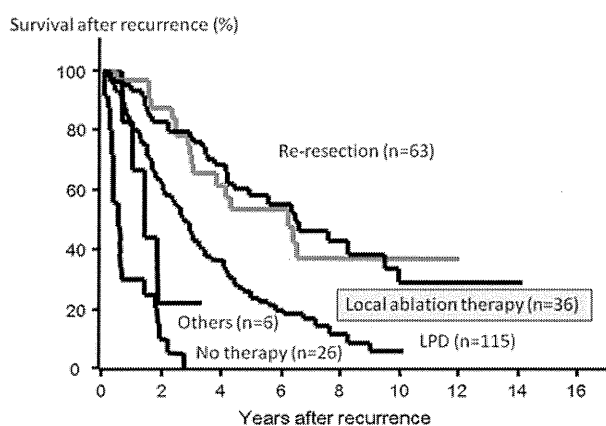 Survival after recurrence (%)
100
80
60
40
20
0
Re-resection (n=63)
Local ablation therapy (n=36)
Others (n=6)
LPD (n=115)
No therapy (n=26)
0 2 4 6 8 10 12 14 16
Years after recurrence